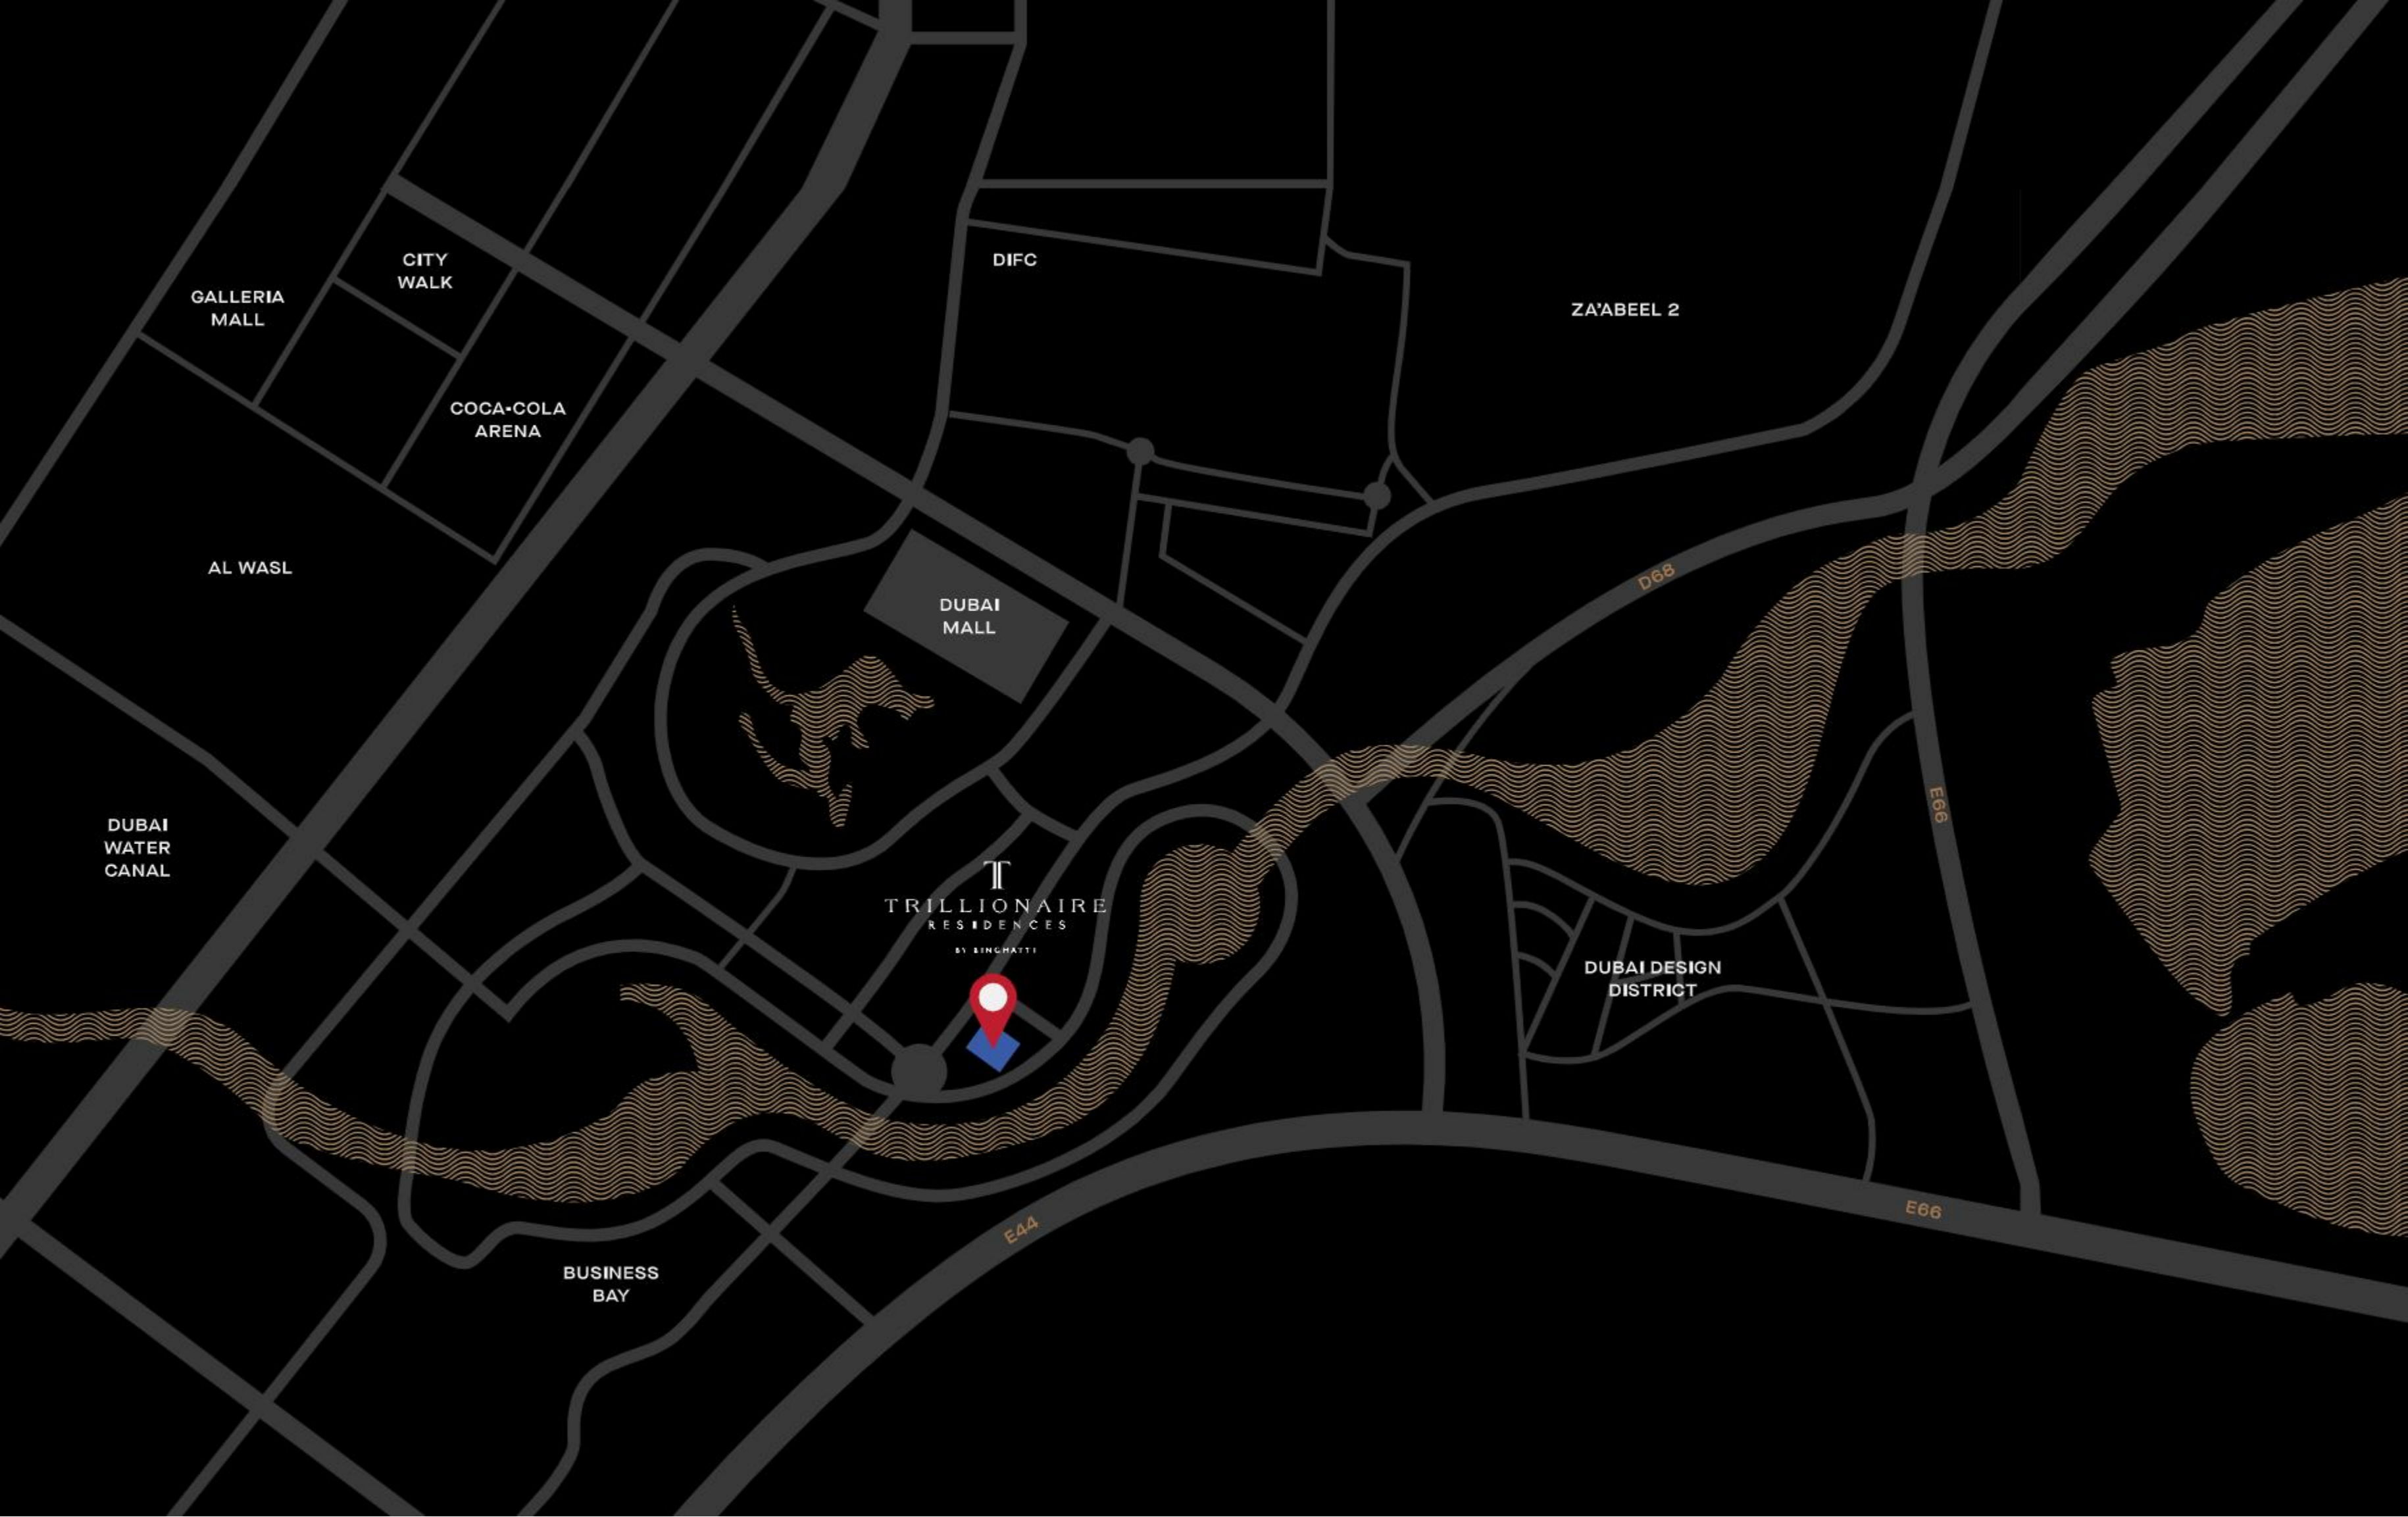 CITY
WALK
DIFC
GALLERIA
MALL
ZA'ABEEL 2
COCA-COLA
ARENA
AL WASL
D68
DUBAI
MALL
E66
DUBAI
WATER
CANAL
T
TRILLIONAIRE
RESIDENCES
BY BINGHATTI
DUBAI DESIGN
DISTRICT
E66
E44
BUSINESS
BAY